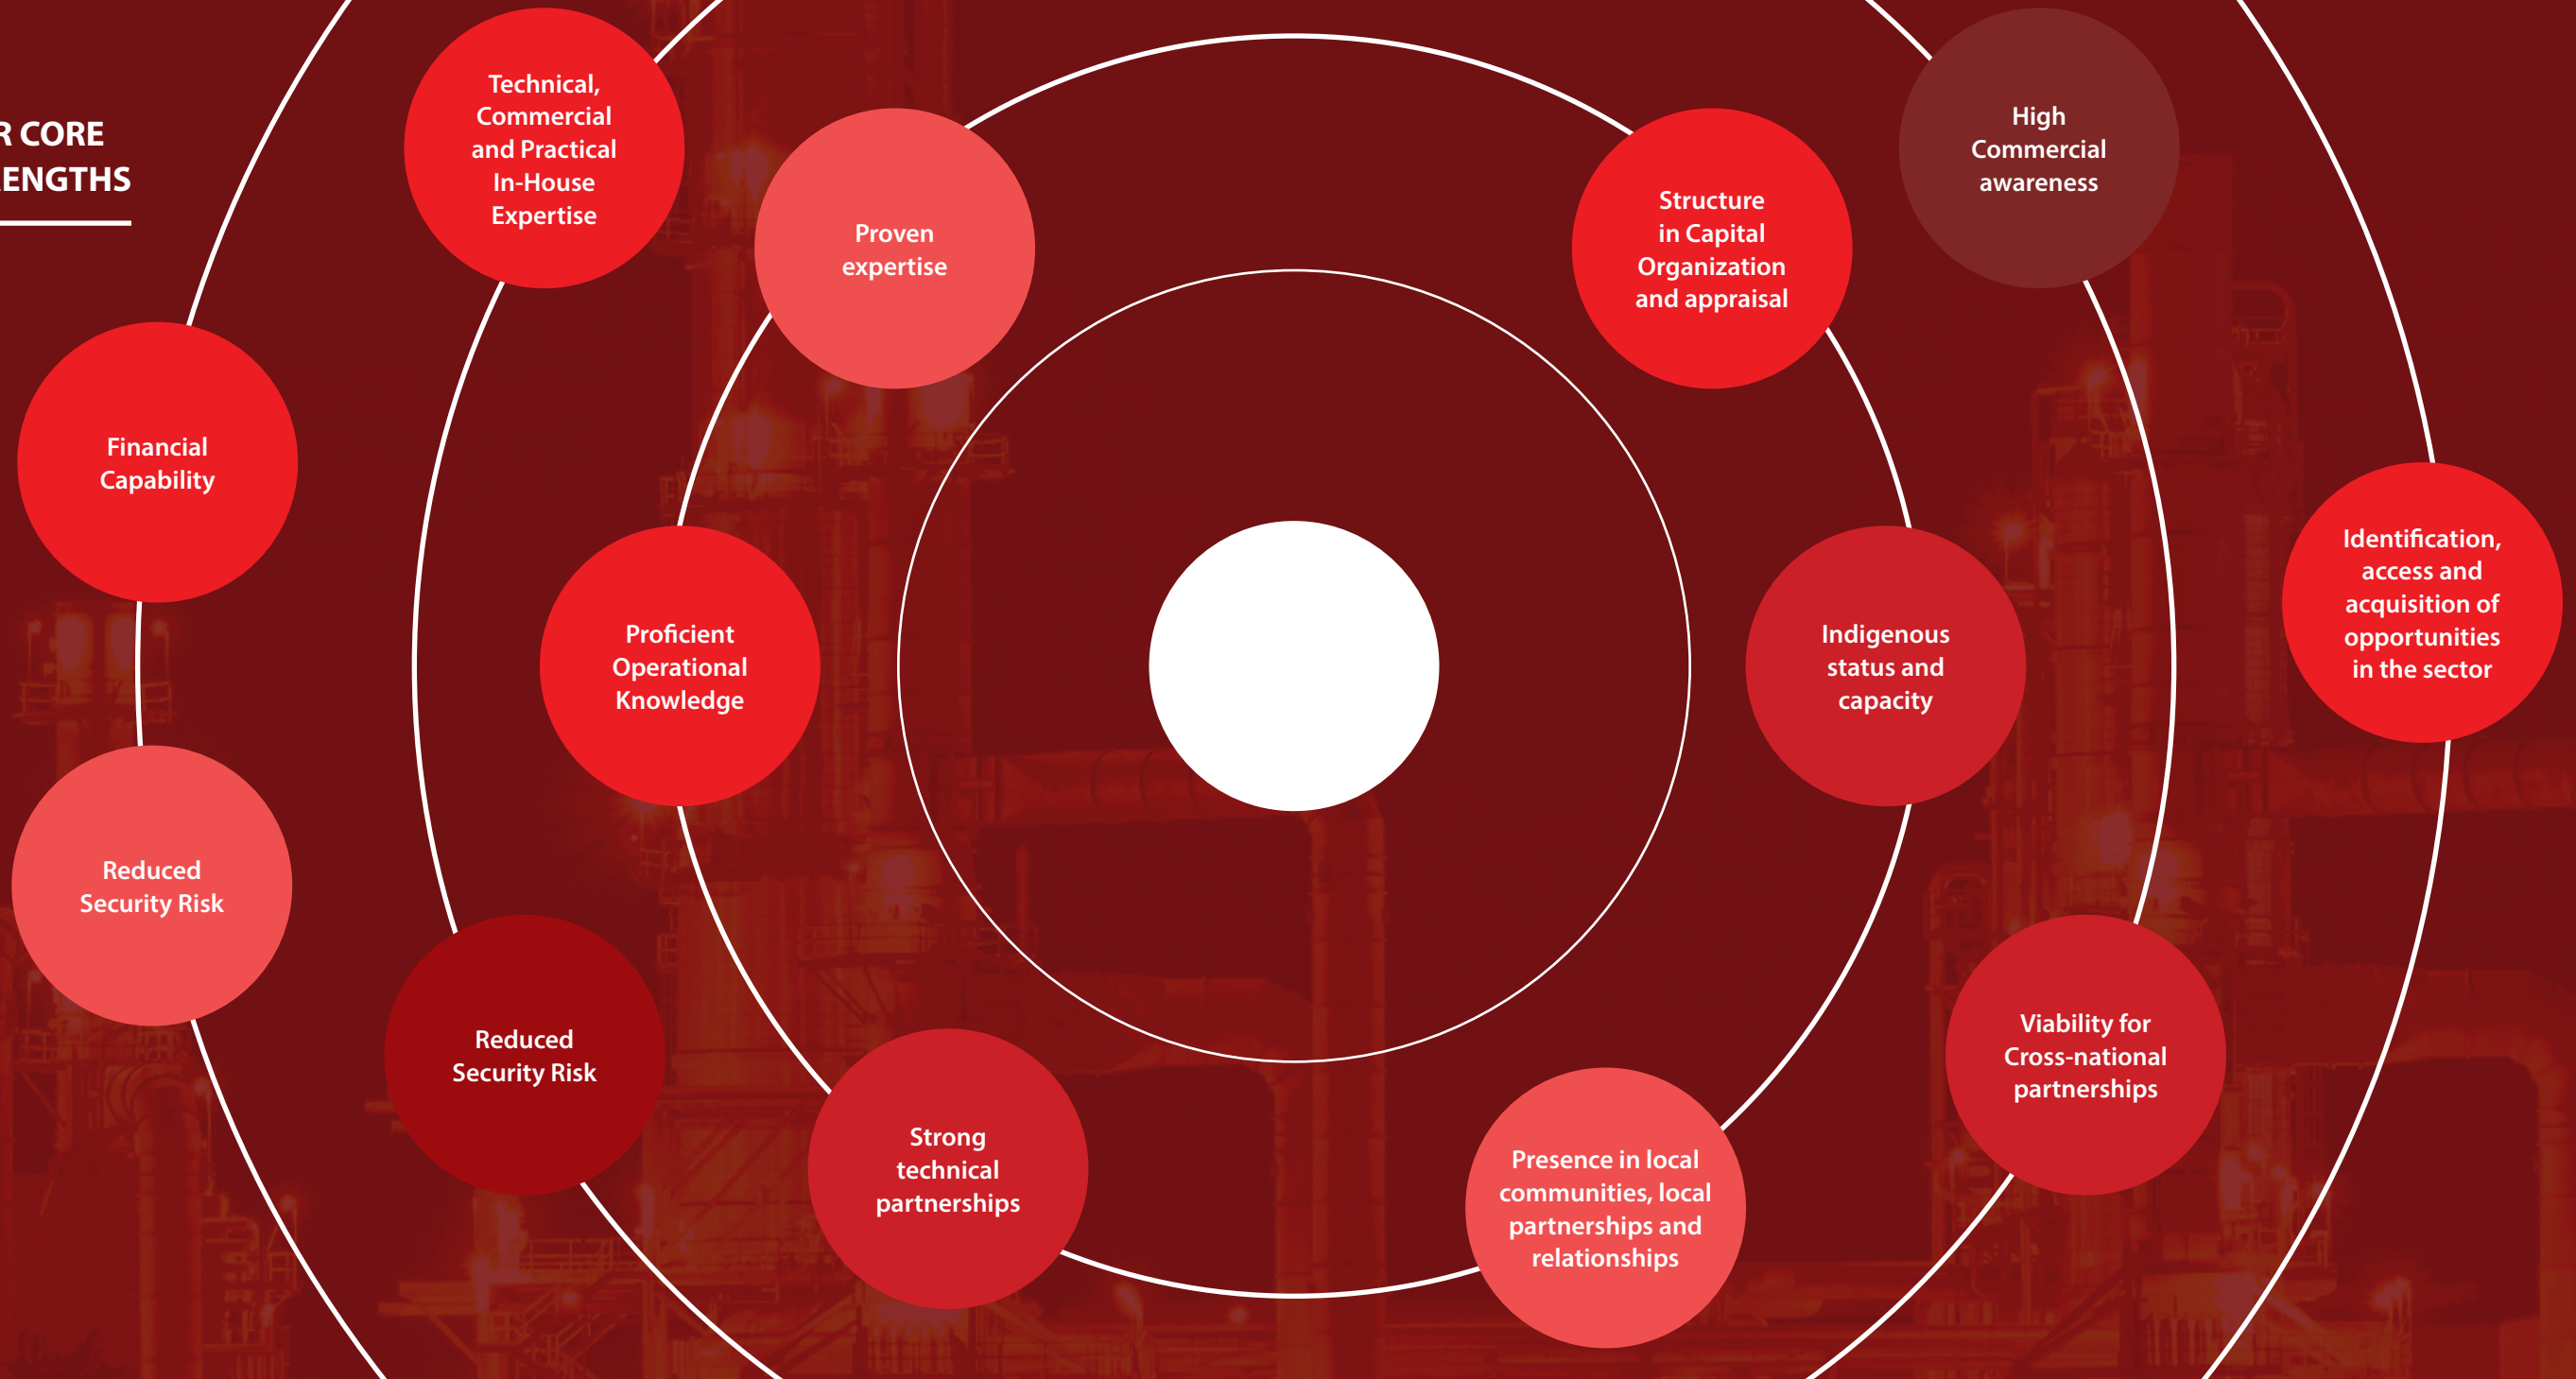 R CORE
ENGTHS
Technical,
Commercial
and Practical
In-House
Expertise
Proven
expertise
Structure
in Capital
Organization
and appraisal
High
Commercial
awareness
Financial
Capability
Proficient
Operational
Knowledge
Indigenous
status and
capacity
Identification,
access and
acquisition of
opportunities
in the sector
Reduced
Security Risk
Reduced
Security Risk
Strong
technical
partnerships
Presence in local
communities, local
partnerships and
relationships
Viability for
Cross-national
partnerships